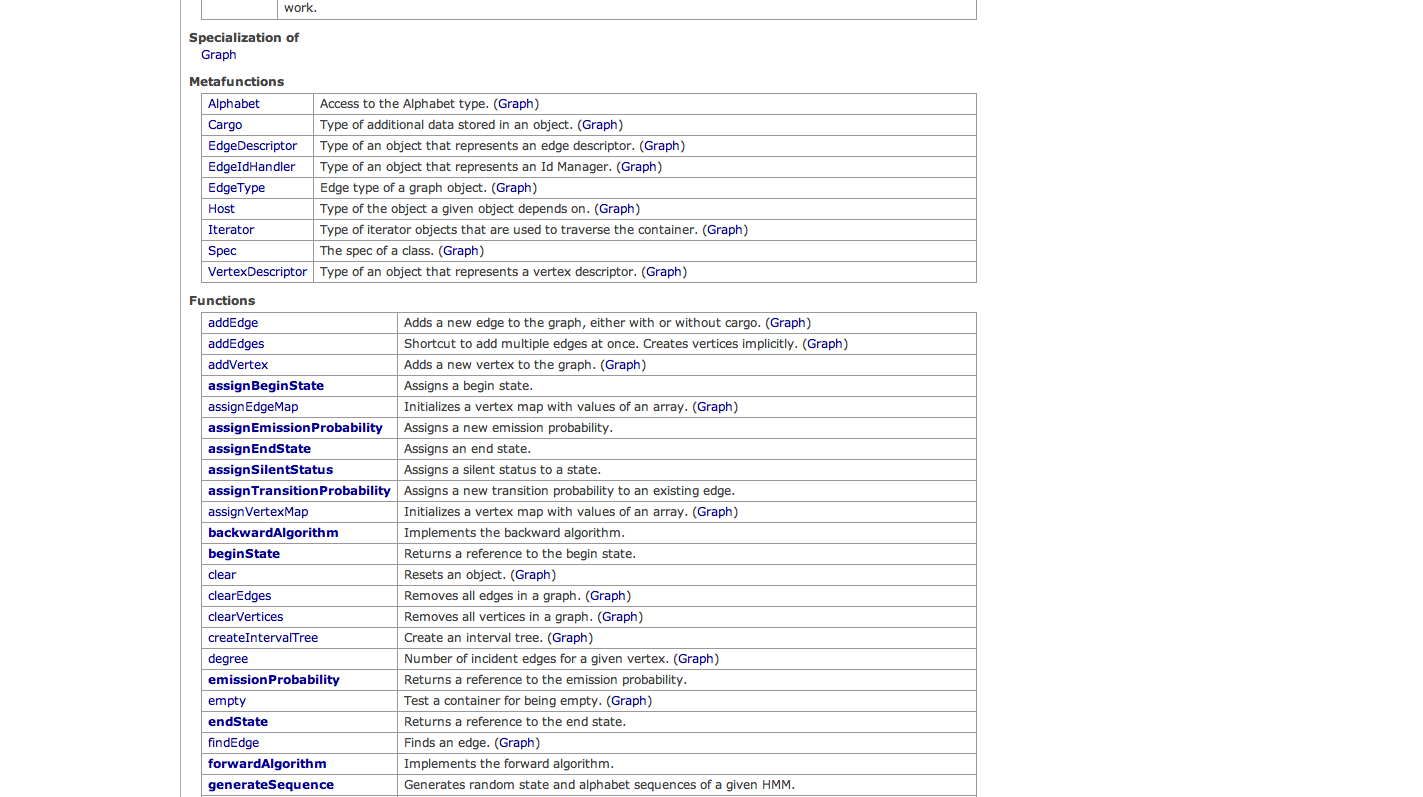 work.
Specialization of
Graph
Metafunctions
Alphabet Access to the Alphabet type. (Graph)
Cargo Type of additional data stored in an object. (Graph)
EdgeDescriptor Type of an object that represents an edge descriptor. (Graph)
EdgeIdHandler Type of an object that represents an Id Manager. (Graph)
EdgeType Edge type of a graph object. (Graph)
Host Type of the object a given object depends on. (Graph)
Iterator Type of iterator objects that are used to traverse the container. (Graph)
Spec The spec of a class. (Graph)
VertexDescriptor Type of an object that represents a vertex descriptor. (Graph)
Functions
addEdge Adds a new edge to the graph, either with or without cargo. (Graph)
addEdges Shortcut to add multiple edges at once. Creates vertices implicitly. (Graph)
addVertex Adds a new vertex to the graph. (Graph)
assignBeginState Assigns a begin state.
assignEdgeMap Initializes a vertex map with values of an array. (Graph)
assignEmissionProbability Assigns a new emission probability.
assignEndState Assigns an end state.
assignSilentStatus Assigns a silent status to a state.
assignTransitionProbability Assigns a new transition probability to an existing edge.
assignVertexMap Initializes a vertex map with values of an array. (Graph)
backwardAlgorithm Implements the backward algorithm.
beginState Returns a reference to the begin state.
clear Resets an object. (Graph)
clearEdges Removes all edges in a graph. (Graph)
clearVertices Removes all vertices in a graph. (Graph)
createIntervalTree Create an interval tree. (Graph)
degree Number of incident edges for a given vertex. (Graph)
emissionProbability Returns a reference to the emission probability.
empty Test a container for being empty. (Graph)
endState Returns a reference to the end state.
findEdge Finds an edge. (Graph)
forwardAlgorithm Implements the forward algorithm.
generateSequence Generates random state and alphabet sequences of a given HMM.